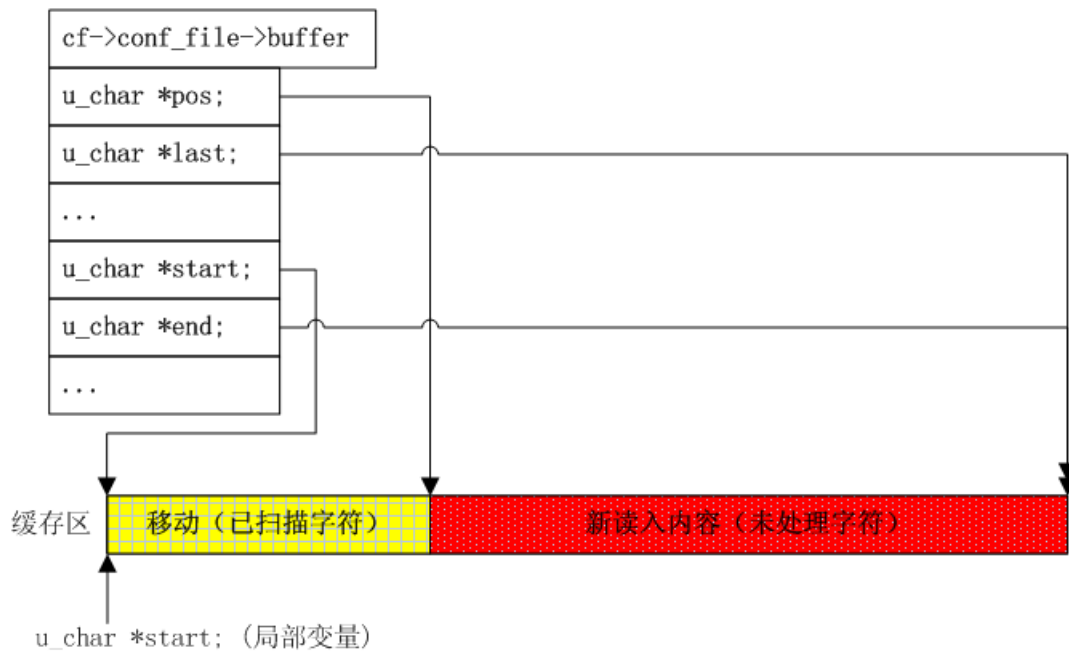 cf->conf_file->buffer
u_char *pos;
u_char *last;
...
u_char *start;
u_char *end;
...
缓存区
移动（已扫描字符）
新读入内容（未处理字符）
u_char *start; (局部变量)